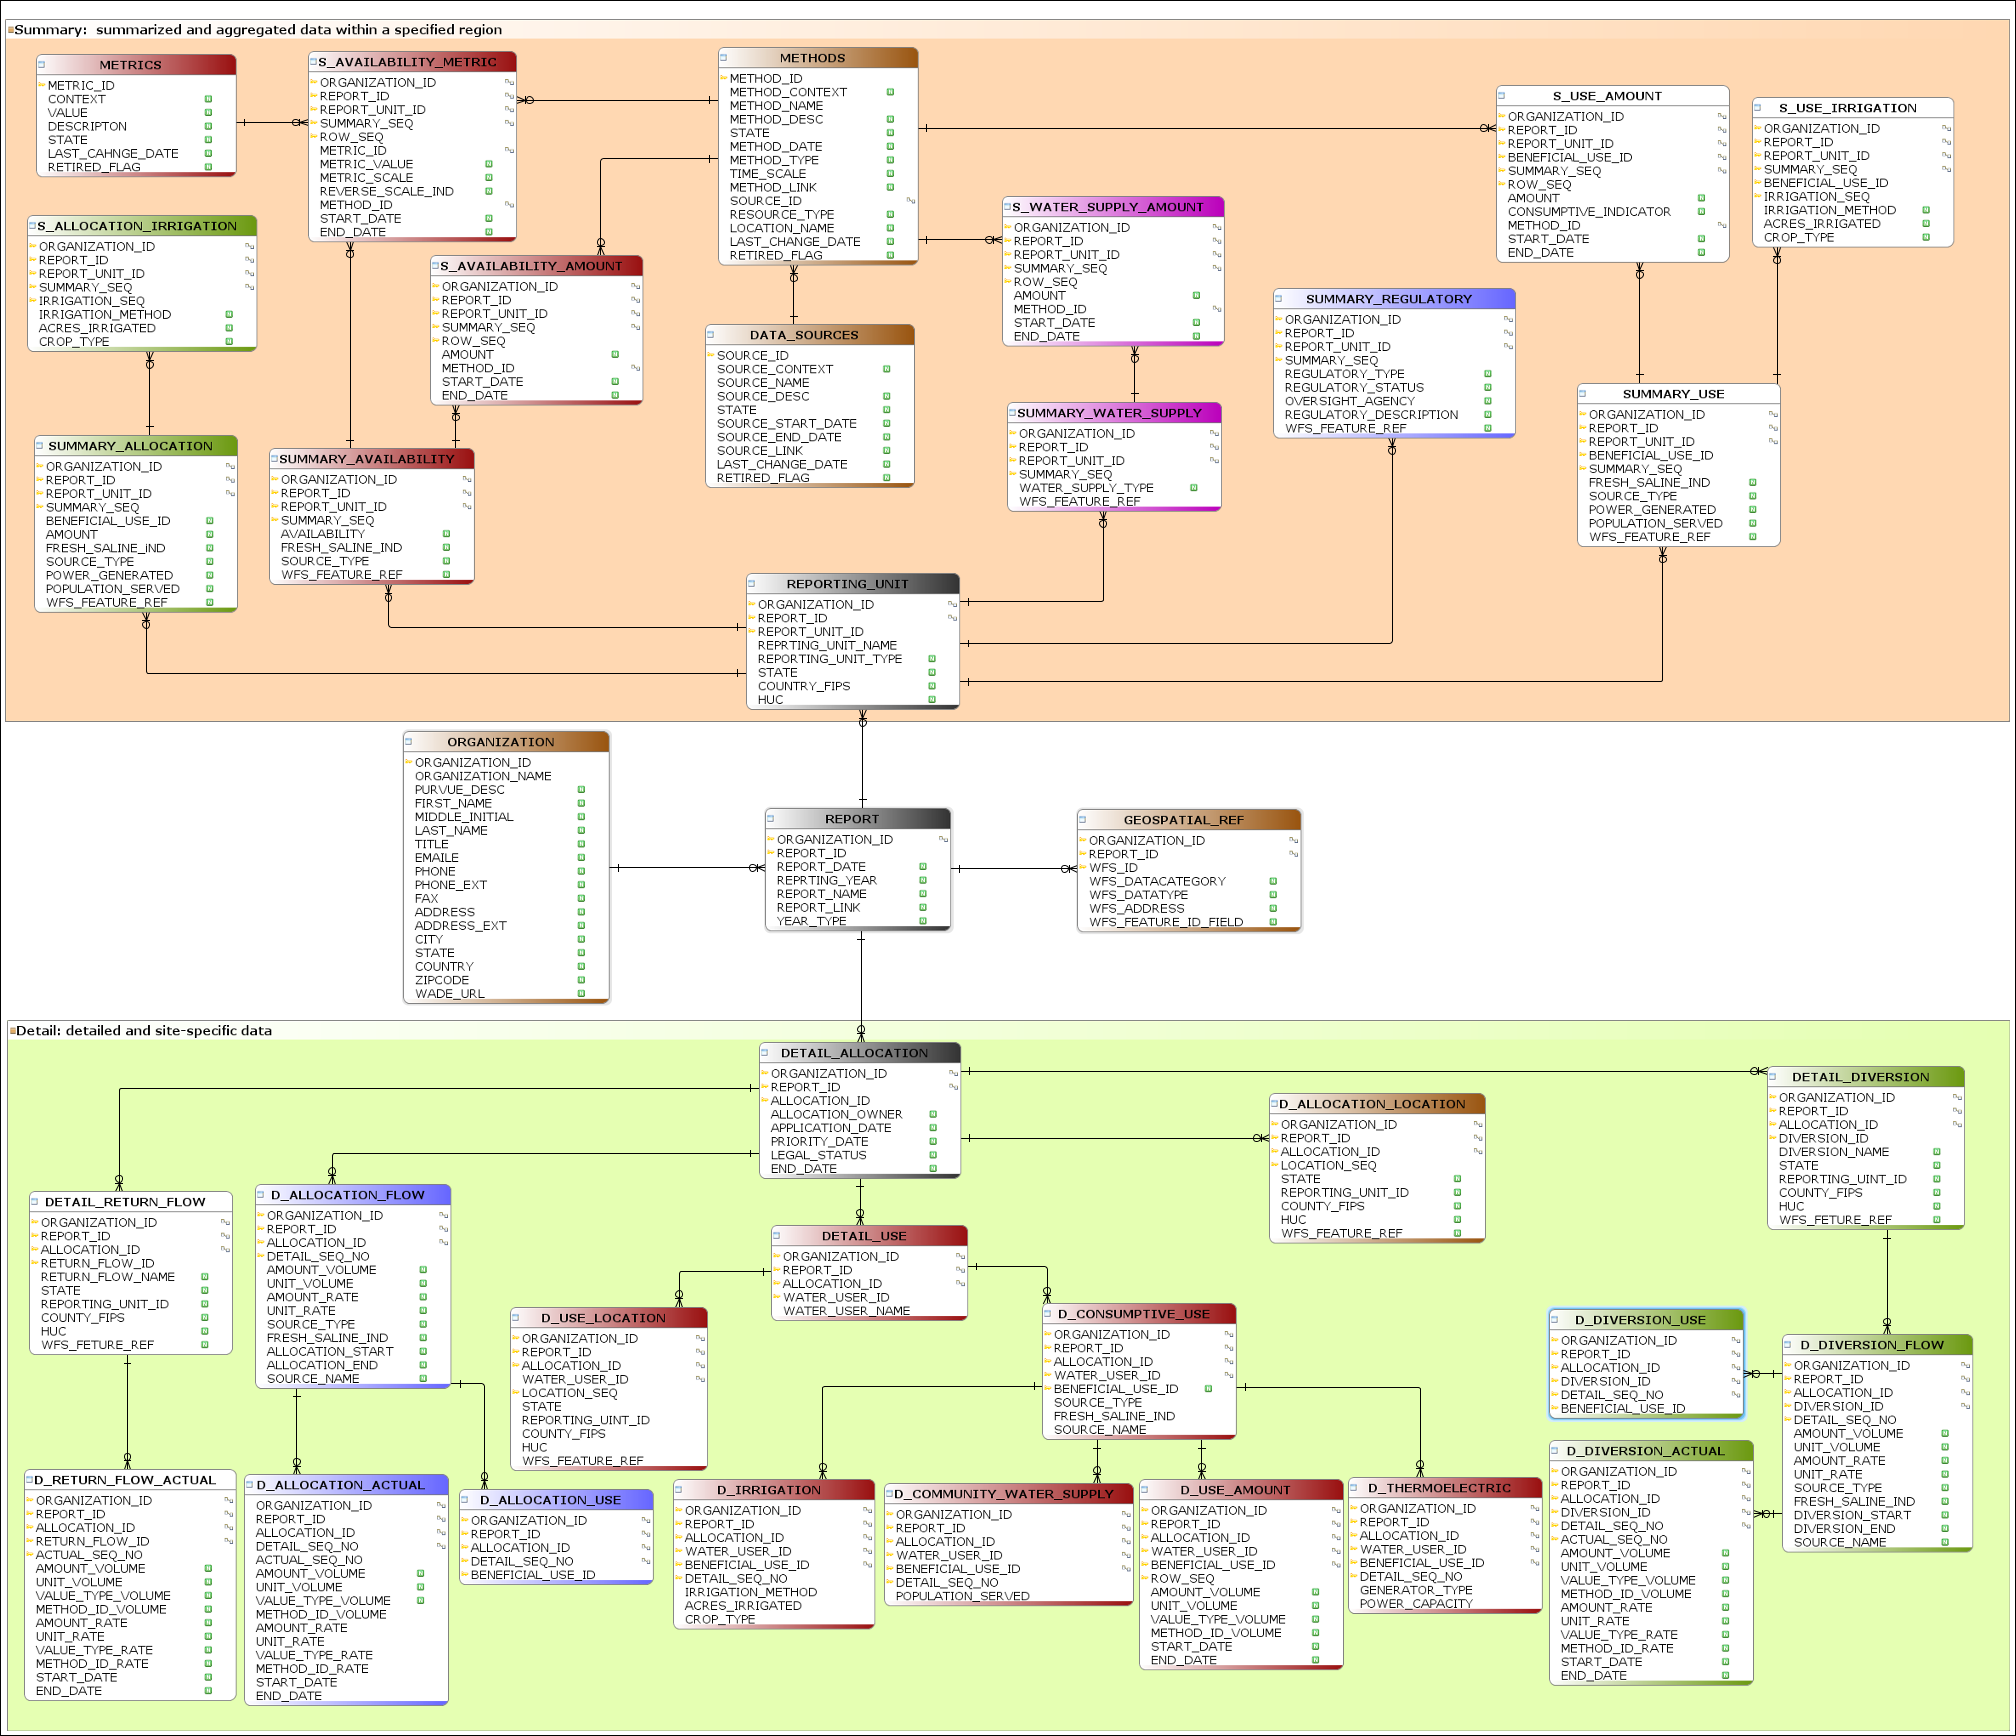 Summary: summarized and aggregated data within a specified region
METRICS
METRIC_ID
CONTEXT
VALUE
DESCRIPTON
STATE
LAST_CAHNGE_DATE
RETIRED_FLAG
S_AVAILABILITY_METRIC
ORGANIZATION_ID
REPORT_ID
REPORT_UNIT_ID
SUMMARY_SEQ
ROW_SEQ
METRIC_ID
METRIC_VALUE
METRIC_SCALE
REVERSE_SCALE_IND
METHOD_ID
START_DATE
END_DATE
METHODS
METHOD_ID
METHOD_CONTEXT
METHOD_NAME
METHOD_DESC
STATE
METHOD_DATE
METHOD_TYPE
TIME_SCALE
METHOD_LINK
SOURCE_ID
RESOURCE_TYPE
LOCATION_NAME
LAST_CHANGE_DATE
RETIRED_FLAG
S_USE_AMOUNT
ORGANIZATION_ID
REPORT_ID
REPORT_UNIT_ID
BENEFICIAL_USE_ID
SUMMARY_SEQ
ROW_SEQ
AMOUNT
CONSUMPTIVE_INDICATOR
METHOD_ID
START_DATE
END_DATE
S_USE_IRRIGATION
ORGANIZATION_ID
REPORT_ID
REPORT_UNIT_ID
SUMMARY_SEQ
BENEFICIAL_USE_ID
IRRIGATION_SEQ
IRRIGATION_METHOD
ACRES_IRRIGATED
CROP_TYPE
S_ALLOCATION_IRRIGATION
ORGANIZATION_ID
REPORT_ID
REPORT_UNIT_ID
SUMMARY_SEQ
IRRIGATION_SEQ
IRRIGATION_METHOD
ACRES_IRRIGATED
CROP_TYPE
S_AVAILABILITY_AMOUNT
ORGANIZATION_ID
REPORT_ID
REPORT_UNIT_ID
SUMMARY_SEQ
ROW_SEQ
AMOUNT
METHOD_ID
START_DATE
END_DATE
DATA_SOURCES
SOURCE_ID
SOURCE_CONTEXT
SOURCE_NAME
SOURCE_DESC
STATE
SOURCE_START_DATE
SOURCE_END_DATE
SOURCE_LINK
LAST_CHANGE_DATE
RETIRED_FLAG
S_WATER_SUPPLY_AMOUNT
ORGANIZATION_ID
REPORT_ID
REPORT_UNIT_ID
SUMMARY_SEQ
ROW_SEQ
AMOUNT
METHOD_ID
START_DATE
END_DATE
SUMMARY_REGULATORY
ORGANIZATION_ID
REPORT_ID
REPORT_UNIT_ID
SUMMARY_SEQ
REGULATORY_TYPE
REGULATORY_STATUS
OVERSIGHT_AGENCY
REGULATORY_DESCRIPTION
WFS_FEATURE_REF
SUMMARY_USE
ORGANIZATION_ID
REPORT_ID
REPORT_UNIT_ID
BENEFICIAL_USE_ID
SUMMARY_SEQ
FRESH_SALINE_IND
SOURCE_TYPE
POWER_GENERATED
POPULATION_SERVED
WFS_FEATURE_REF
SUMMARY_ALLOCATION
ORGANIZATION_ID
REPORT_ID
REPORT_UNIT_ID
SUMMARY_SEQ
BENEFICIAL_USE_ID
AMOUNT
FRESH_SALINE_IND
SOURCE_TYPE
POWER_GENERATED
POPULATION_SERVED
WFS_FEATURE_REF
SUMMARY_AVAILABILITY
ORGANIZATION_ID
REPORT_ID
REPORT_UNIT_ID
SUMMARY_SEQ
AVAILABILITY
FRESH_SALINE_IND
SOURCE_TYPE
WFS_FEATURE_REF
SUMMARY_WATER_SUPPLY
ORGANIZATION_ID
REPORT_ID
REPORT_UNIT_ID
SUMMARY_SEQ
WATER_SUPPLY_TYPE
WFS_FEATURE_REF
REPORTING_UNIT
ORGANIZATION_ID
REPORT_ID
REPORT_UNIT_ID
REPRTING_UNIT_NAME
REPORTING_UNIT_TYPE
STATE
COUNTRY_FIPS
HUC
ORGANIZATION
ORGANIZATION_ID
ORGANIZATION_NAME
PURVUE_DESC
FIRST_NAME
MIDDLE_INITIAL
LAST_NAME
TITLE
EMAILE
PHONE
PHONE_EXT
FAX
ADDRESS
ADDRESS_EXT
CITY
STATE
COUNTRY
ZIPCODE
WADE_URL
REPORT
ORGANIZATION_ID
REPORT_ID
REPORT_DATE
REPRTING_YEAR
REPORT_NAME
REPORT_LINK
YEAR_TYPE
GEOSPATIAL_REF
ORGANIZATION_ID
REPORT_ID
WFS_ID
WFS_DATACATEGORY
WFS_DATATYPE
WFS_ADDRESS
WFS_FEATURE_ID_FIELD
Detail: detailed and site-specific data
DETAIL_ALLOCATION
ORGANIZATION_ID
REPORT_ID
ALLOCATION_ID
ALLOCATION_OWNER
APPLICATION_DATE
PRIORITY_DATE
LEGAL_STATUS
END_DATE
D_ALLOCATION_LOCATION
ORGANIZATION_ID
REPORT_ID
ALLOCATION_ID
LOCATION_SEQ
STATE
REPORTING_UNIT_ID
COUNTY_FIPS
HUC
WFS_FEATURE_REF
DETAIL_DIVERSION
ORGANIZATION_ID
REPORT_ID
ALLOCATION_ID
DIVERSION_ID
DIVERSION_NAME
STATE
REPORTING_UINT_ID
COUNTY_FIPS
HUC
WFS_FETURE_REF
DETAIL_RETURN_FLOW
ORGANIZATION_ID
REPORT_ID
ALLOCATION_ID
RETURN_FLOW_ID
RETURN_FLOW_NAME
STATE
REPORTING_UNIT_ID
COUNTY_FIPS
HUC
WFS_FETURE_REF
D_ALLOCATION_FLOW
ORGANIZATION_ID
REPORT_ID
ALLOCATION_ID
DETAIL_SEQ_NO
AMOUNT_VOLUME
UNIT_VOLUME
AMOUNT_RATE
UNIT_RATE
SOURCE_TYPE
FRESH_SALINE_IND
ALLOCATION_START
ALLOCATION_END
SOURCE_NAME
DETAIL_USE
ORGANIZATION_ID
REPORT_ID
ALLOCATION_ID
WATER_USER_ID
WATER_USER_NAME
D_USE_LOCATION
ORGANIZATION_ID
REPORT_ID
ALLOCATION_ID
WATER_USER_ID
LOCATION_SEQ
STATE
REPORTING_UINT_ID
COUNTY_FIPS
HUC
WFS_FEATURE_REF
D_CONSUMPTIVE_USE
ORGANIZATION_ID
REPORT_ID
ALLOCATION_ID
WATER_USER_ID
BENEFICIAL_USE_ID
SOURCE_TYPE
FRESH_SALINE_IND
SOURCE_NAME
D_DIVERSION_USE
ORGANIZATION_ID
REPORT_ID
ALLOCATION_ID
DIVERSION_ID
DETAIL_SEQ_NO
BENEFICIAL_USE_ID
D_DIVERSION_FLOW
ORGANIZATION_ID
REPORT_ID
ALLOCATION_ID
DIVERSION_ID
DETAIL_SEQ_NO
AMOUNT_VOLUME
UNIT_VOLUME
AMOUNT_RATE
UNIT_RATE
SOURCE_TYPE
FRESH_SALINE_IND
DIVERSION_START
DIVERSION_END
SOURCE_NAME
D_RETURN_FLOW_ACTUAL
ORGANIZATION_ID
REPORT_ID
ALLOCATION_ID
RETURN_FLOW_ID
ACTUAL_SEQ_NO
AMOUNT_VOLUME
UNIT_VOLUME
VALUE_TYPE_VOLUME
METHOD_ID_VOLUME
AMOUNT_RATE
UNIT_RATE
VALUE_TYPE_RATE
METHOD_ID_RATE
START_DATE
END_DATE
D_ALLOCATION_ACTUAL
ORGANIZATION_ID
REPORT_ID
ALLOCATION_ID
DETAIL_SEQ_NO
ACTUAL_SEQ_NO
AMOUNT_VOLUME
UNIT_VOLUME
VALUE_TYPE_VOLUME
METHOD_ID_VOLUME
AMOUNT_RATE
UNIT_RATE
VALUE_TYPE_RATE
METHOD_ID_RATE
START_DATE
END_DATE
D_ALLOCATION_USE
ORGANIZATION_ID
REPORT_ID
ALLOCATION_ID
DETAIL_SEQ_NO
BENEFICIAL_USE_ID
D_IRRIGATION
ORGANIZATION_ID
REPORT_ID
ALLOCATION_ID
WATER_USER_ID
BENEFICIAL_USE_ID
DETAIL_SEQ_NO
IRRIGATION_METHOD
ACRES_IRRIGATED
CROP_TYPE
D_COMMUNITY_WATER_SUPPLY
ORGANIZATION_ID
REPORT_ID
ALLOCATION_ID
WATER_USER_ID
BENEFICIAL_USE_ID
DETAIL_SEQ_NO
POPULATION_SERVED
D_USE_AMOUNT
ORGANIZATION_ID
REPORT_ID
ALLOCATION_ID
WATER_USER_ID
BENEFICIAL_USE_ID
ROW_SEQ
AMOUNT_VOLUME
UNIT_VOLUME
VALUE_TYPE_VOLUME
METHOD_ID_VOLUME
START_DATE
END_DATE
D_THERMOELECTRIC
ORGANIZATION_ID
REPORT_ID
ALLOCATION_ID
WATER_USER_ID
BENEFICIAL_USE_ID
DETAIL_SEQ_NO
GENERATOR_TYPE
POWER_CAPACITY
D_DIVERSION_ACTUAL
ORGANIZATION_ID
REPORT_ID
ALLOCATION_ID
DIVERSION_ID
DETAIL_SEQ_NO
ACTUAL_SEQ_NO
AMOUNT_VOLUME
UNIT_VOLUME
VALUE_TYPE_VOLUME
METHOD_ID_VOLUME
AMOUNT_RATE
UNIT_RATE
VALUE_TYPE_RATE
METHOD_ID_RATE
START_DATE
END_DATE